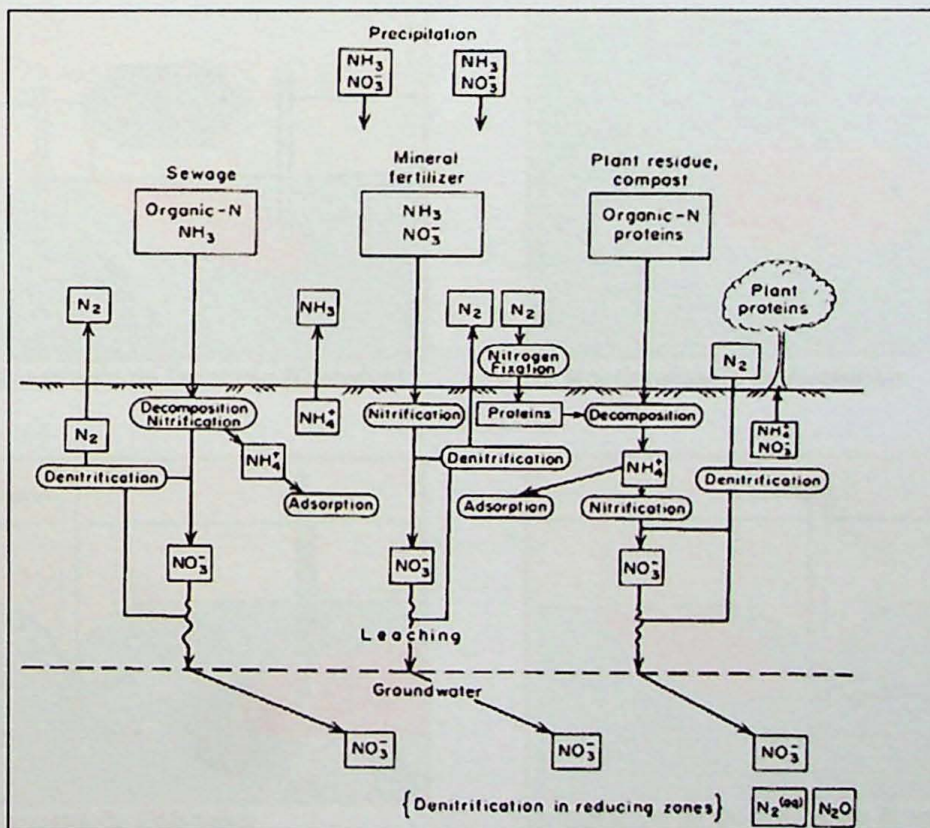 Precipitation
NH₃
NO₃⁻
NH₃
NO₃⁻
Sewage
Organic-N
NH₃
Mineral
fertilizer
NH₃
NO₃⁻
Plant residue,
compost
Organic-N
proteins
N₂
NH₃
N₂
N₂
Nitrogen
Fixation
N₂
Plant
proteins
N₂
Decomposition
Nitrification
NH₄⁺
Nitrification
Proteins
Decomposition
NH₄⁺
NO₃⁻
Denitrification
NH₄⁺
Adsorption
Denitrification
NH₄⁺
Adsorption
Nitrification
Denitrification
NO₃⁻
NO₃⁻
NO₃⁻
Leaching
Groundwater
NO₃⁻
NO₃⁻
NO₃⁻
{Denitrification in reducing zones}
N₂(aq)
N₂O